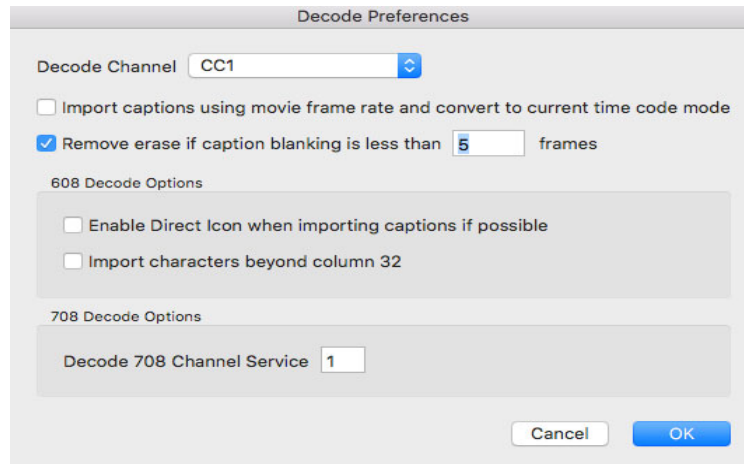 Decode Preferences
Decode Channel CC1
Import captions using movie frame rate and convert to current time code mode
Remove erase if caption blanking is less than 5 frames
608 Decode Options
Enable Direct Icon when importing captions if possible
Import characters beyond column 32
708 Decode Options
Decode 708 Channel Service 1
Cancel OK